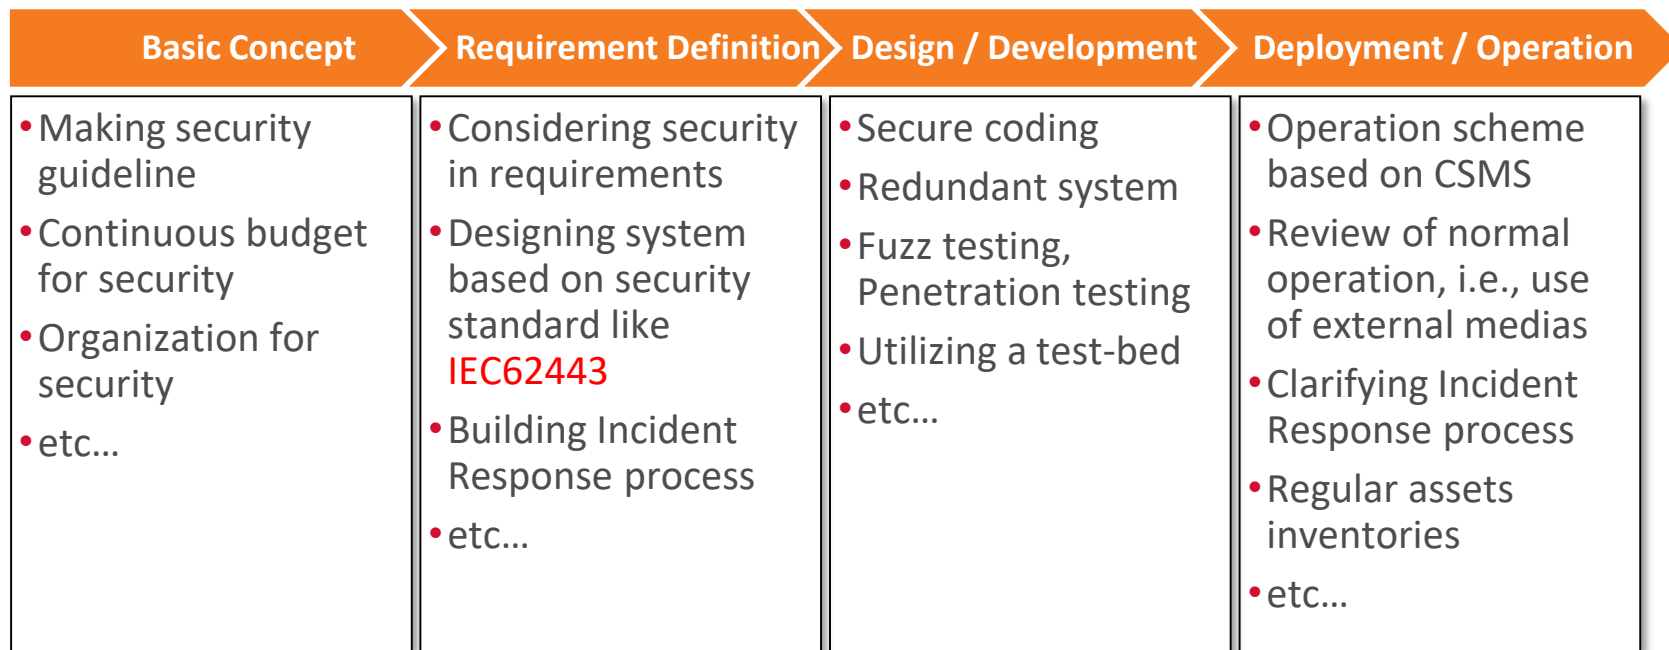 Basic Concept
Requirement Definition
Design / Development
Deployment / Operation
•Making security
guideline
•Continuous budget
for security
•Organization for
security
•etc…
•Considering security
in requirements
•Designing system
based on security
standard like
IEC62443
•Building Incident
Response process
•etc…
•Secure coding
•Redundant system
•Fuzz testing,
Penetration testing
•Utilizing a test-bed
•etc…
•Operation scheme
based on CSMS
•Review of normal
operation, i.e., use
of external medias
•Clarifying Incident
Response process
•Regular assets
inventories
•etc…